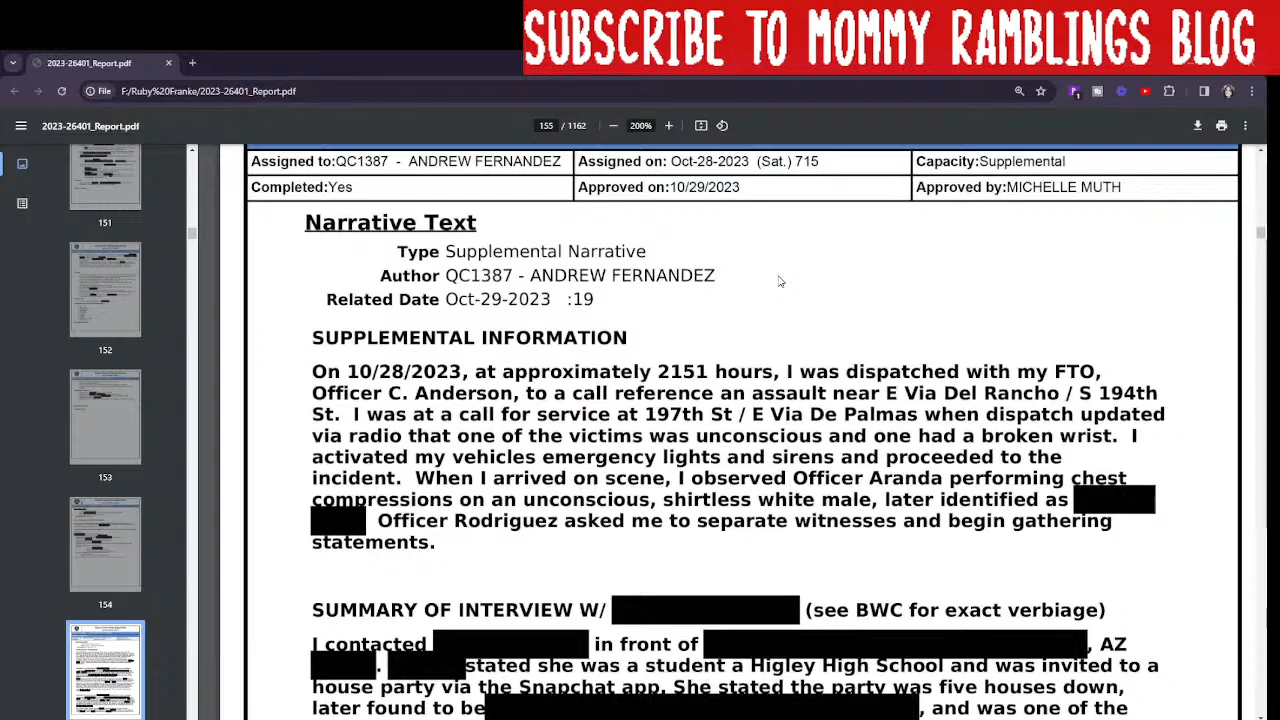 SUBSCRIBE TO MOMMY RAMBLINGS BLOG
2023-26401_Report.pdf
File F:/Ruby%20Franke/2023-26401_Report.pdf
2023-26401_Report.pdf 155 / 1162 200%
Assigned to:QC1387 - ANDREW FERNANDEZ Assigned on: Oct-28-2023 (Sat.) 715 Capacity:Supplemental
Completed:Yes Approved on:10/29/2023 Approved by:MICHELLE MUTH
Narrative Text
Type Supplemental Narrative
Author QC1387 - ANDREW FERNANDEZ
Related Date Oct-29-2023 :19
SUPPLEMENTAL INFORMATION
On 10/28/2023, at approximately 2151 hours, I was dispatched with my FTO,
Officer C. Anderson, to a call reference an assault near E Via Del Rancho / S 194th
St. I was at a call for service at 197th St / E Via De Palmas when dispatch updated
via radio that one of the victims was unconscious and one had a broken wrist. I
activated my vehicles emergency lights and sirens and proceeded to the
incident. When I arrived on scene, I observed Officer Aranda performing chest
compressions on an unconscious, shirtless white male, later identified as
Officer Rodriguez asked me to separate witnesses and begin gathering
statements.
SUMMARY OF INTERVIEW W/ (see BWC for exact verbiage)
I contacted in front of , AZ
. stated she was a student a Higley High School and was invited to a
house party via the Snapchat app. She stated the party was five houses down,
later found to be , and was one of the
151
152
153
154